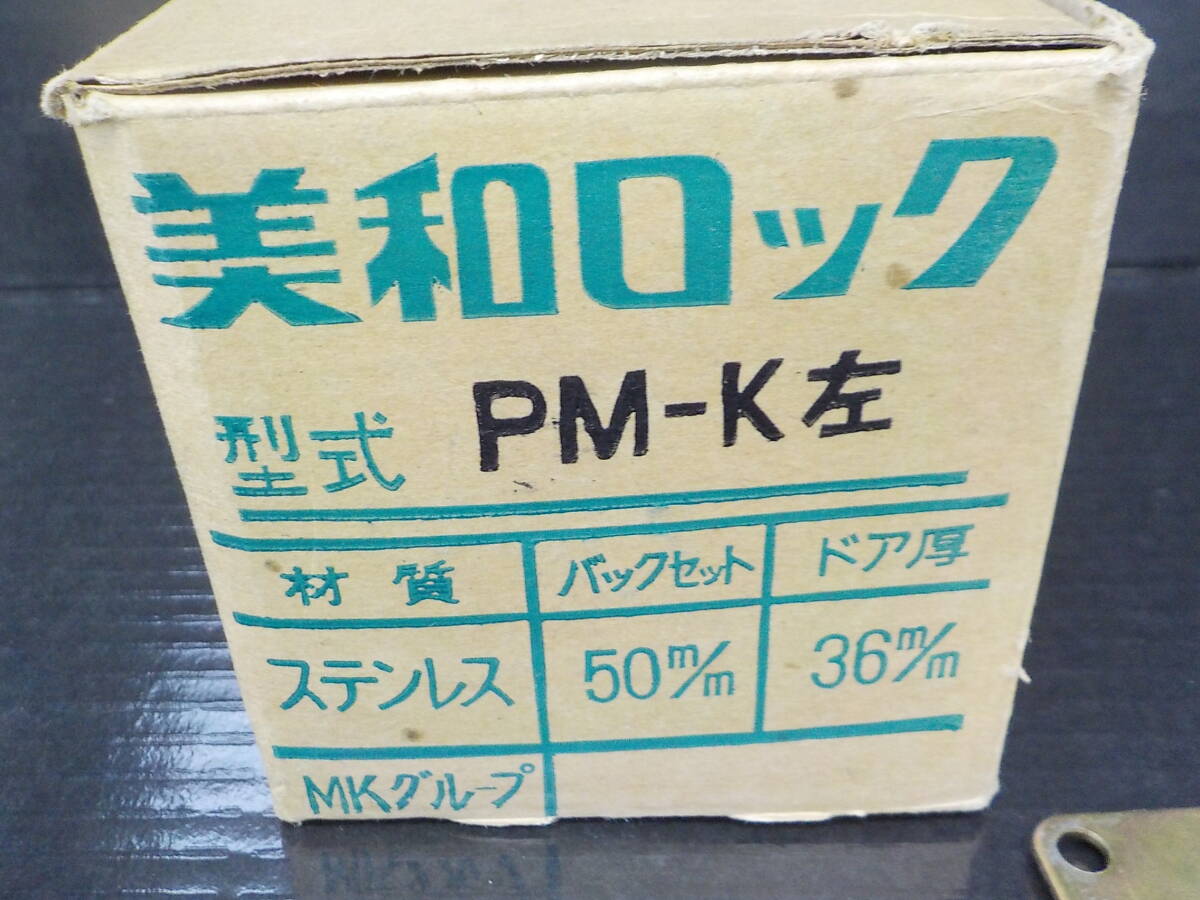 美和ロック
型式 PM-K左
材質 バックセット ドア厚
ステンレス 50m/m 36m/m
MKグループ